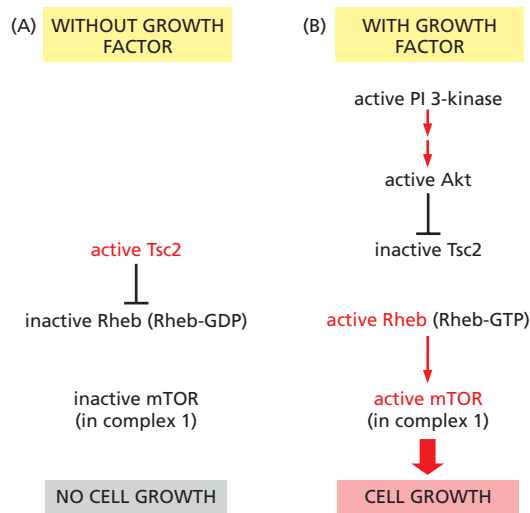 (A) WITHOUT GROWTH
FACTOR
active Tsc2
inactive Rheb (Rheb-GDP)
inactive mTOR
(in complex 1)
NO CELL GROWTH
(B) WITH GROWTH
FACTOR
active PI 3-kinase
active Akt
inactive Tsc2
active Rheb (Rheb-GTP)
active mTOR
(in complex 1)
CELL GROWTH